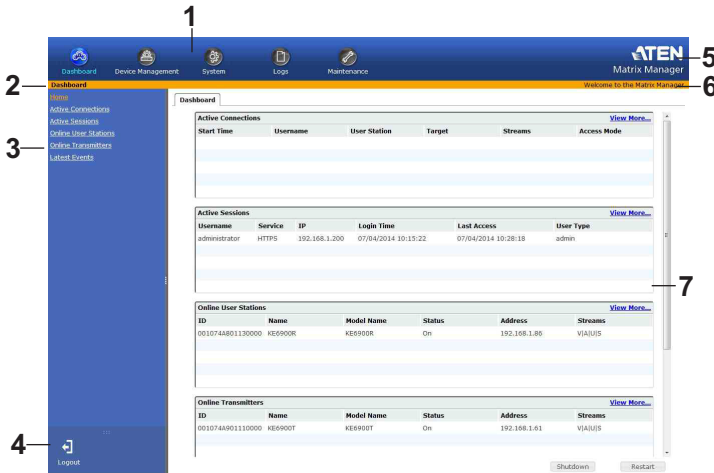 1
ATEN
5
Dashboard Device Management System Logs Maintenance
Matrix Manager
2
Dashboard
Welcome to the Matrix Manager
6
Home
Active Connections
Active Sessions
Online User Stations
3
Online Transmitters
Latest Events
Dashboard
Active Connections View More...
Start Time Username User Station Target Streams Access Mode
Active Sessions View More...
Username Service IP Login Time Last Access User Type
administrator HTTPS 192.168.1.200 07/04/2014 10:15:22 07/04/2014 10:28:18 admin
7
Online User Stations View More...
ID Name Model Name Status Address Streams
001074A801130000 KE6900R KE6900R On 192.168.1.86 V|A|U|S
Online Transmitters View More...
ID Name Model Name Status Address Streams
001074A901110000 KE6900T KE6900T On 192.168.1.61 V|A|U|S
4
Logout
Shutdown Restart